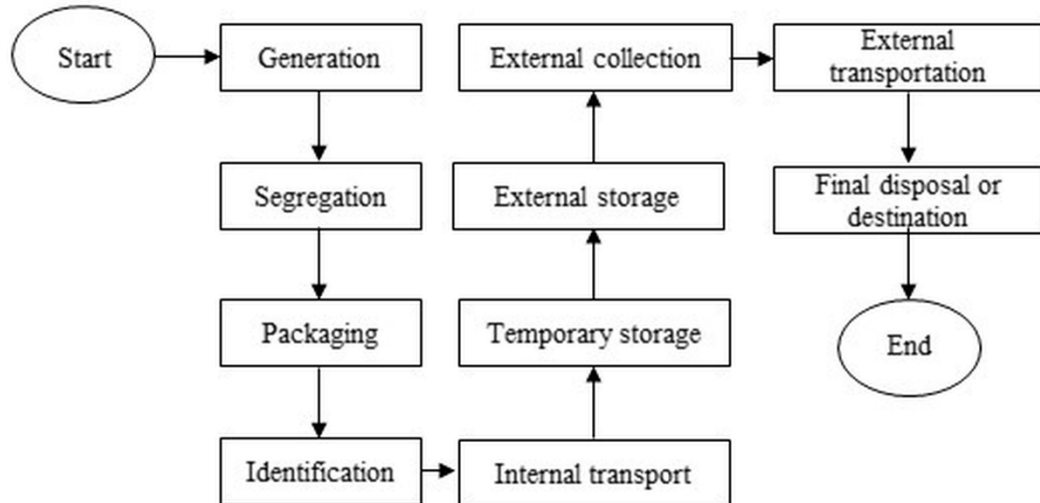 Start
Generation
Segregation
Packaging
Identification
Internal transport
Temporary storage
External storage
External collection
External
transportation
Final disposal or
destination
End